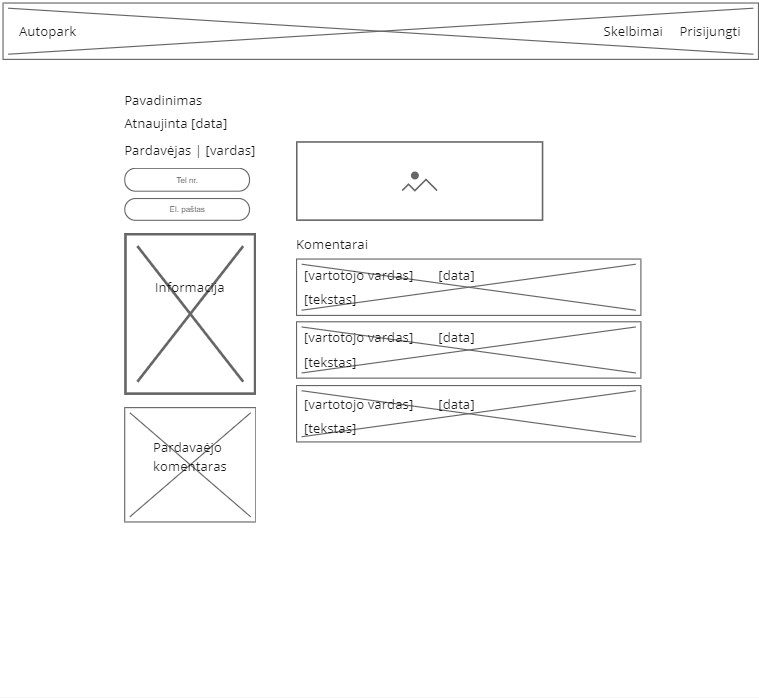 Autopark Skelbimai Prisijungti
Pavadinimas
Atnaujinta [data]
Pardavėjas | [vardas]
Tel nr.
El. paštas
Informacija
Pardavaėjo
komentaras
Komentarai
[vartotojo vardas] [data]
[tekstas]
[vartotojo vardas] [data]
[tekstas]
[vartotojo vardas] [data]
[tekstas]